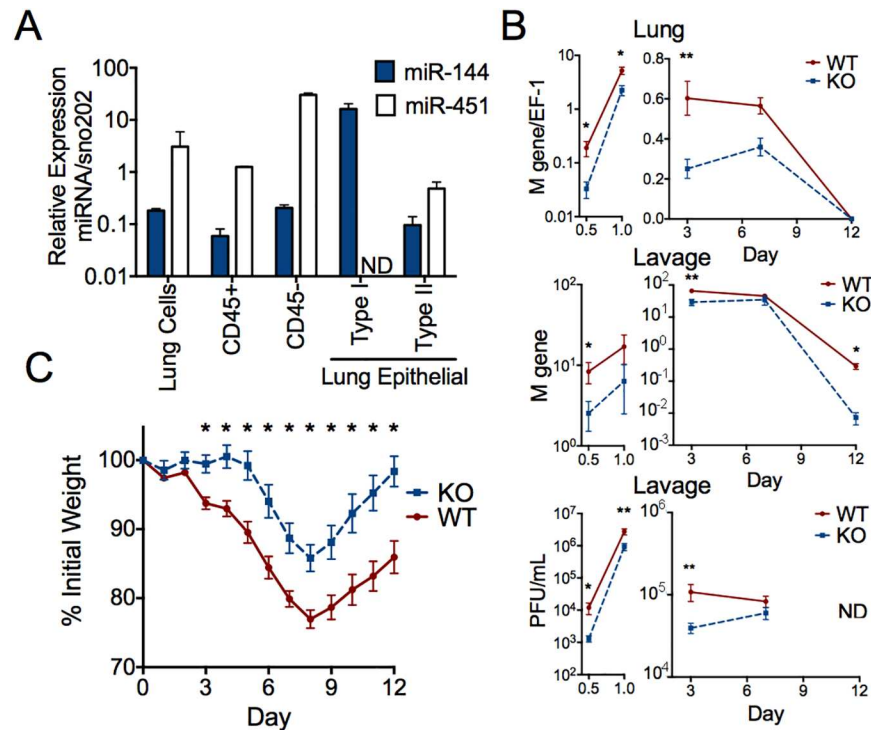 A
Relative Expression
miRNA/sno202
100
10
1
0.1
0.01
miR-144
miR-451
ND
Lung Cells
CD45+
CD45-
Type I
Type II
Lung Epithelial
B
Lung
M gene/EF-1
10
1
0.1
0.01
0.5
1.0
*
*
0.8
0.6
0.4
0.2
0.0
**
WT
KO
3
6
9
12
Day
Lavage
M gene
10²
10¹
10⁰
0.5
1.0
*
10²
10¹
10⁰
10⁻¹
10⁻²
10⁻³
**
*
WT
KO
3
6
9
12
Day
Lavage
PFU/mL
10⁷
10⁶
10⁵
10⁴
10³
10²
0.5
1.0
*
**
10⁶
10⁵
10⁴
**
WT
KO
ND
3
6
9
12
Day
C
% Initial Weight
100
90
80
70
* * * * * * * * * *
KO
WT
0
3
6
9
12
Day